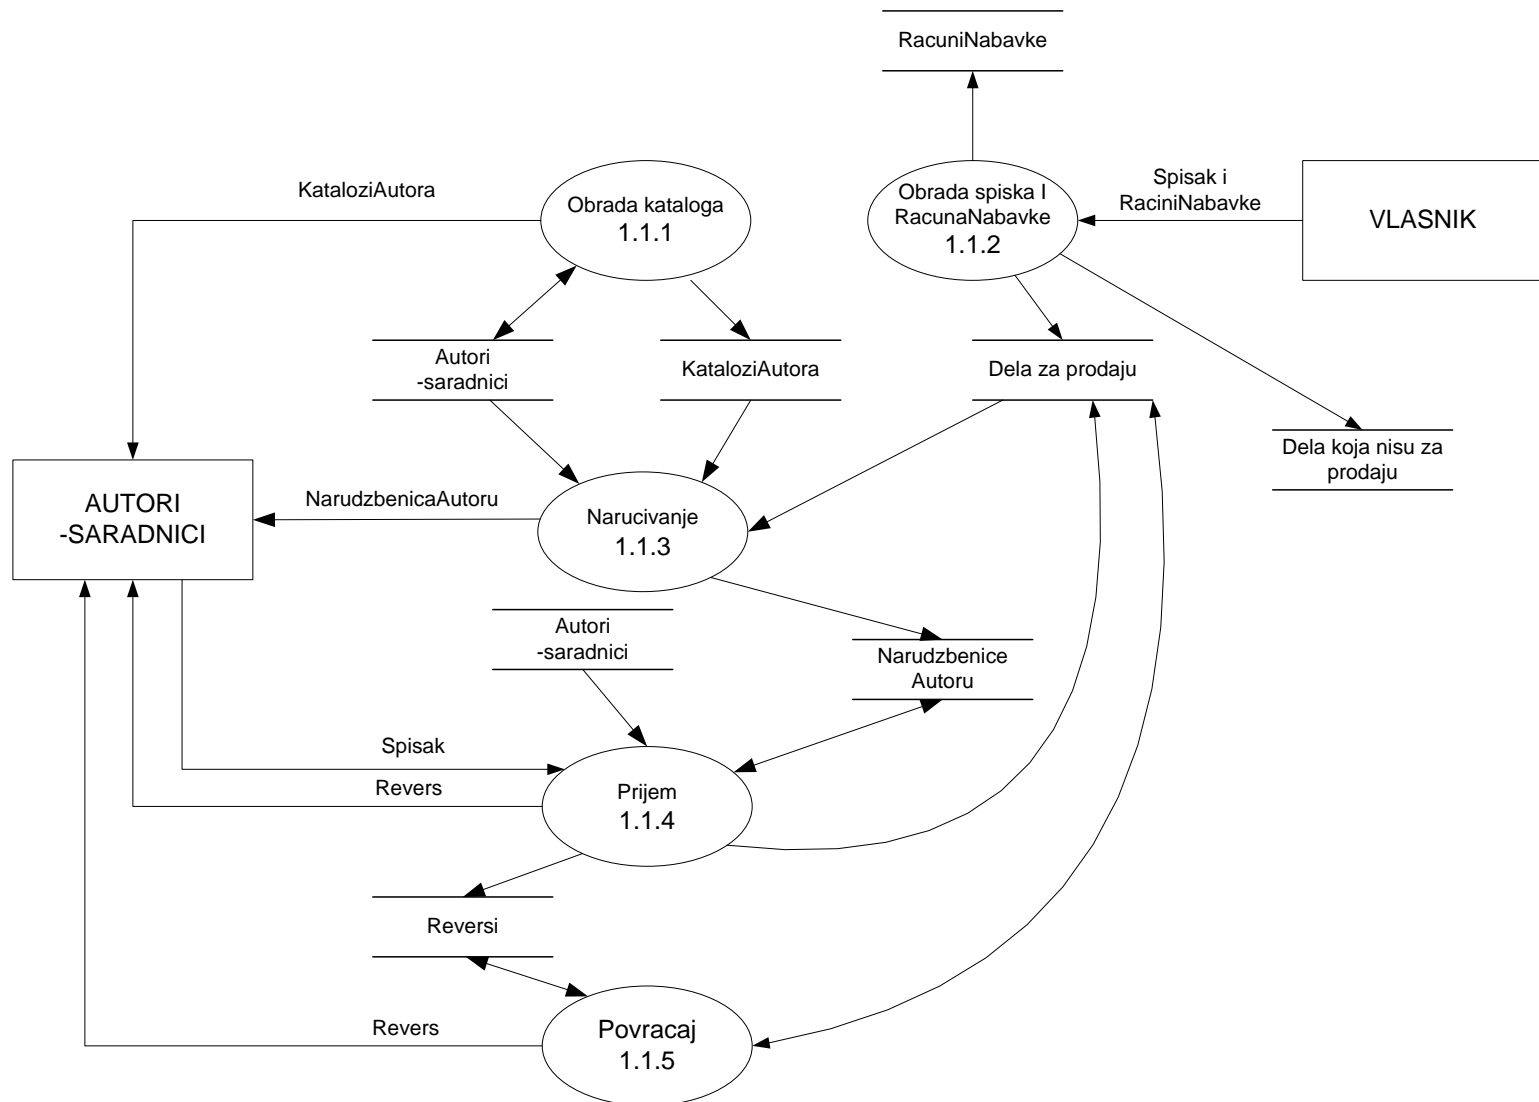 RacuniNabavke
KataloziAutora
Obrada kataloga
1.1.1
Obrada spiska I
RacunaNabavke
1.1.2
Spisak i
RaciniNabavke
VLASNIK
Autori
-saradnici
KataloziAutora
Dela za prodaju
Dela koja nisu za
prodaju
AUTORI
-SARADNICI
NarudzbenicaAutoru
Narucivanje
1.1.3
Autori
-saradnici
Narudzbenice
Autoru
Spisak
Revers
Prijem
1.1.4
Reversi
Revers
Povracaj
1.1.5